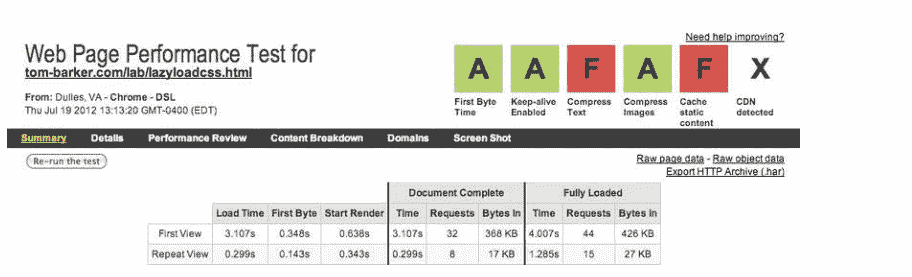 Need help improving?
Web Page Performance Test for
tom-barker.com/lab/lazyloadcss.html
From: Dulles, VA - Chrome - DSL
Thu Jul 19 2012 13:13:20 GMT-0400 (EDT)
A A F A F X
First Byte Time Keep-alive Enabled Compress Text Compress Images Cache static content CDN detected
Summary Details Performance Review Content Breakdown Domains Screen Shot
Re-run the test
Raw page data - Raw object data
Export HTTP Archive (.har)
Document Complete Fully Loaded
Load Time First Byte Start Render Time Requests Bytes In Time Requests Bytes In
First View 3.107s 0.348s 0.638s 3.107s 32 368 KB 4.007s 44 426 KB
Repeat View 0.299s 0.143s 0.343s 0.299s 8 17 KB 1.285s 15 27 KB